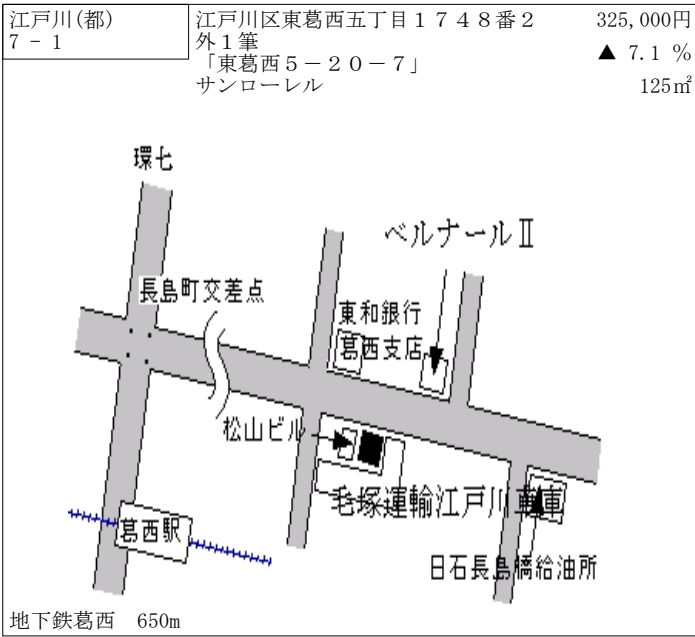 江戸川(都)
7 - 1
江戸川区東葛西五丁目1748番2
外1筆
「東葛西5-20-7」
サンローレル
325,000円
▲ 7.1 %
125㎡
環七
ベルナールⅡ
長島町交差点
東和銀行
葛西支店
松山ビル
毛塚運輸江戸川車庫
葛西駅
日石長島橋給油所
地下鉄葛西 650m